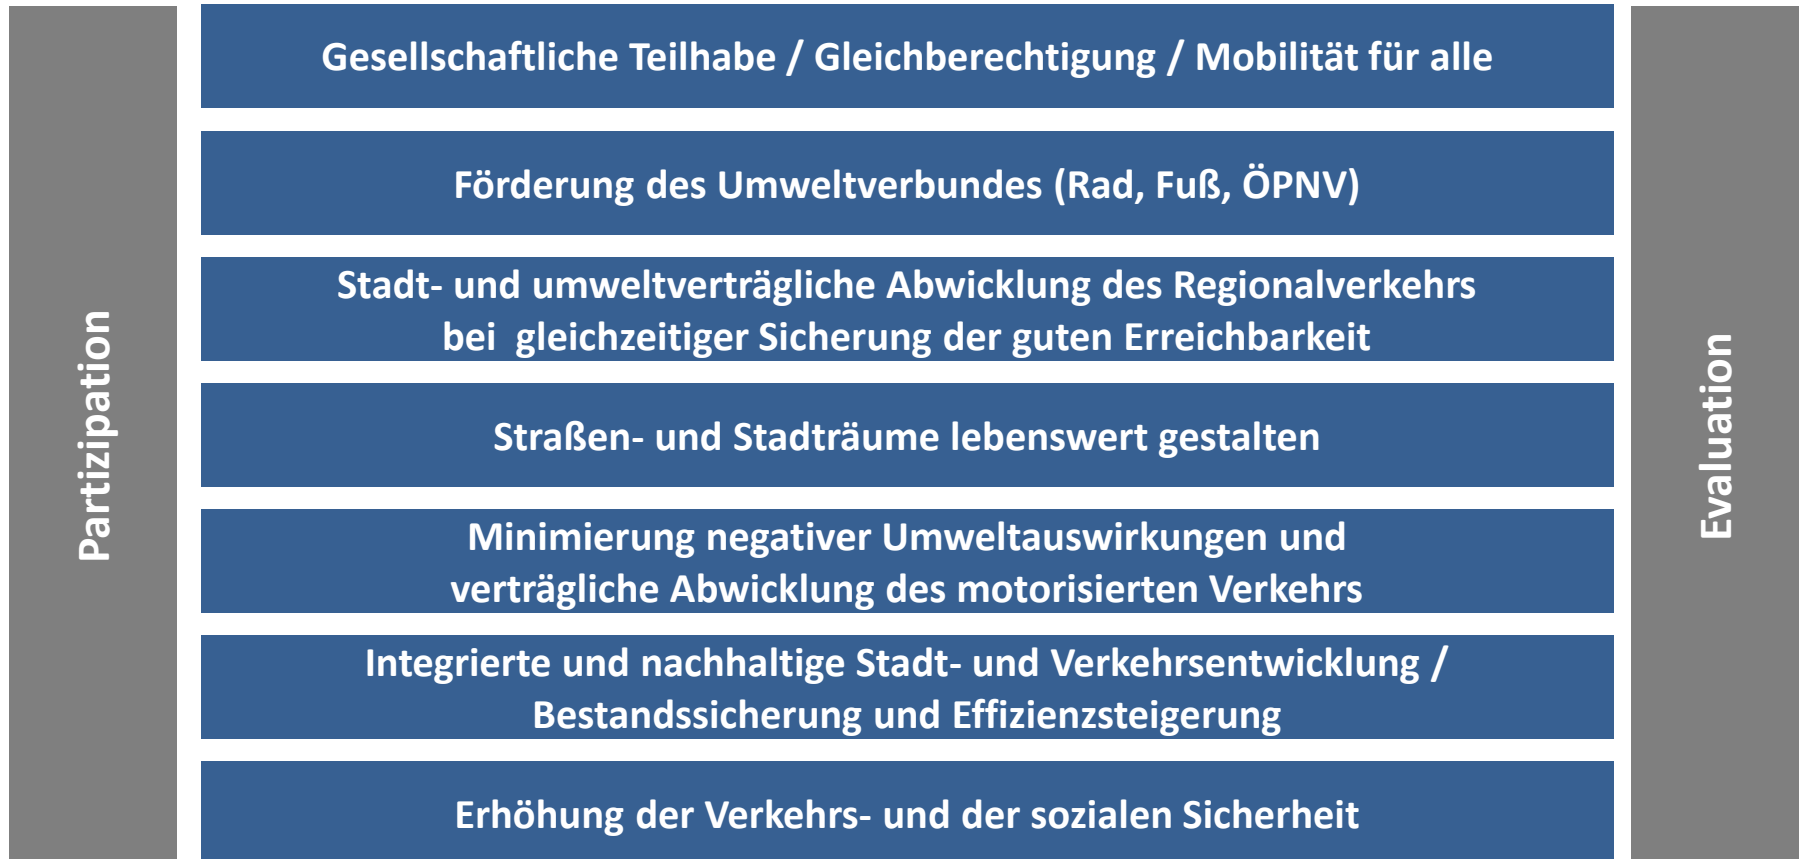 Partizipation
Gesellschaftliche Teilhabe / Gleichberechtigung / Mobilität für alle
Förderung des Umweltverbundes (Rad, Fuß, ÖPNV)
Stadt- und umweltverträgliche Abwicklung des Regionalverkehrs
bei  gleichzeitiger Sicherung der guten Erreichbarkeit
Straßen- und Stadträume lebenswert gestalten
Minimierung negativer Umweltauswirkungen und
verträgliche Abwicklung des motorisierten Verkehrs
Integrierte und nachhaltige Stadt- und Verkehrsentwicklung /
Bestandssicherung und Effizienzsteigerung
Erhöhung der Verkehrs- und der sozialen Sicherheit
Evaluation